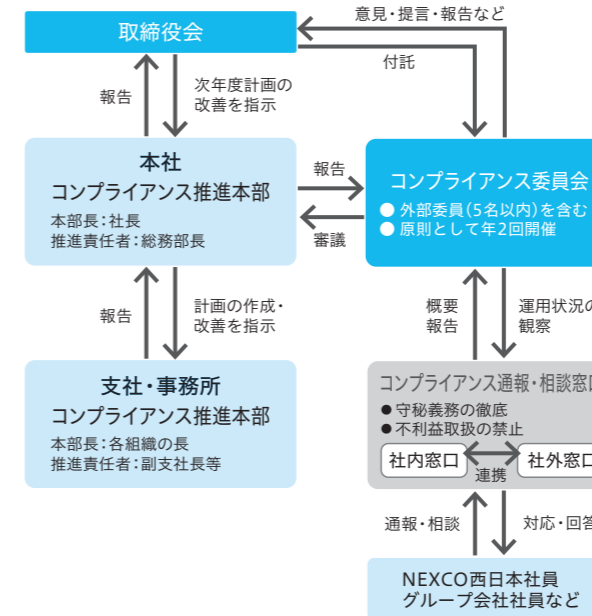 意見・提言・報告など
取締役会
付託
報告
次年度計画の
改善を指示
本社
コンプライアンス推進本部
本部長：社長
推進責任者：総務部長
報告
審議
コンプライアンス委員会
● 外部委員（5名以内）を含む
● 原則として年2回開催
報告
計画の作成・
改善を指示
概要
報告
運用状況の
観察
支社・事務所
コンプライアンス推進本部
本部長：各組織の長
推進責任者：副支社長等
コンプライアンス通報・相談窓口
● 守秘義務の徹底
● 不利益取扱の禁止
社内窓口
連携
社外窓口
通報・相談
対応・回答
NEXCO西日本社員
グループ会社社員など